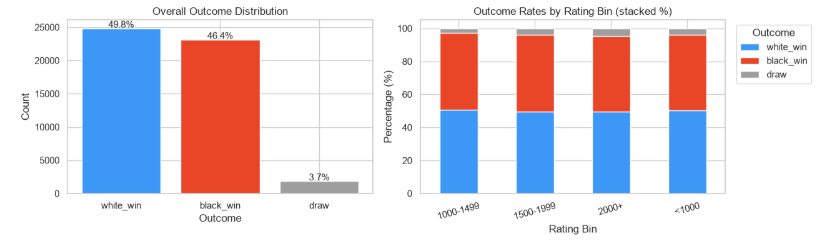 Overall Outcome Distribution
49.8%
46.4%
3.7%
25000
20000
15000
10000
5000
0
Count
white_win
black_win
draw
Outcome
Outcome Rates by Rating Bin (stacked %)
100
80
60
40
20
0
Percentage (%)
1000-1499
1500-1999
2000+
<1000
Rating Bin
Outcome
white_win
black_win
draw